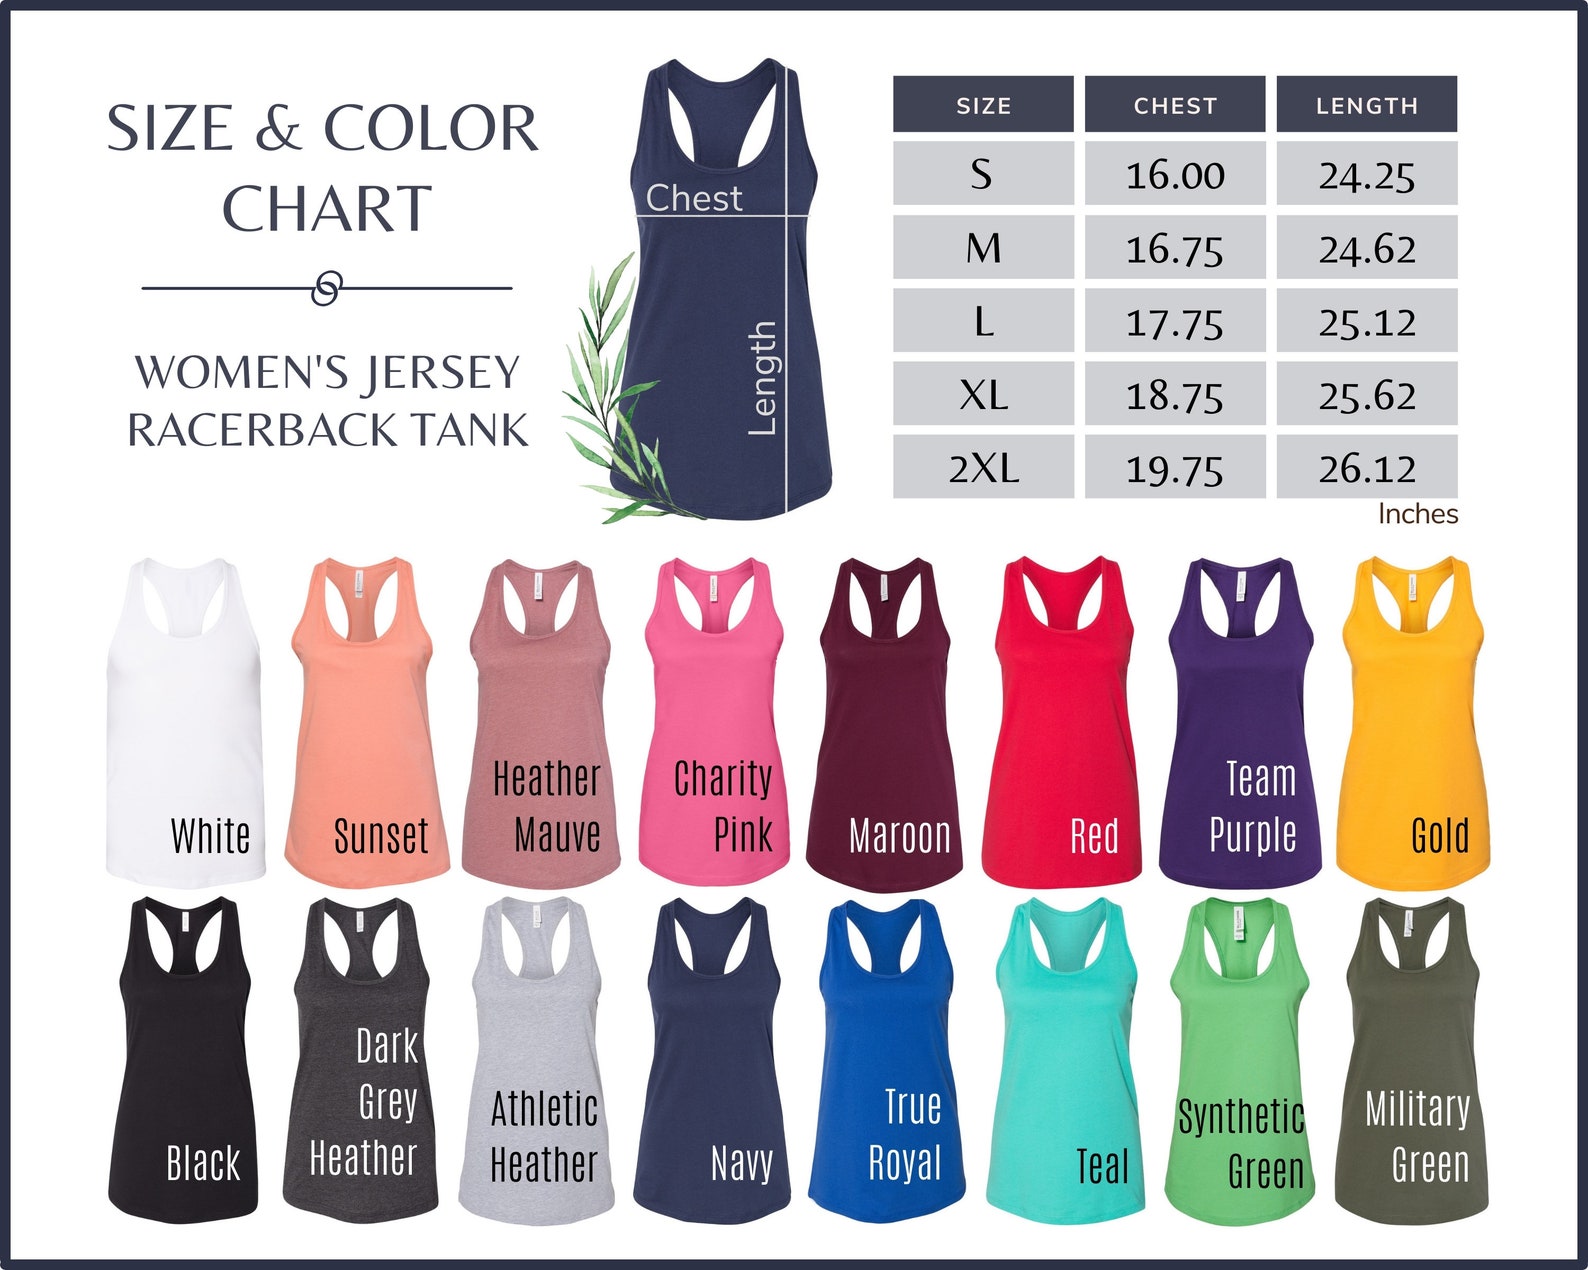 SIZE & COLOR
CHART
WOMEN'S JERSEY
RACERBACK TANK
Chest
Length
SIZE CHEST LENGTH
S 16.00 24.25
M 16.75 24.62
L 17.75 25.12
XL 18.75 25.62
2XL 19.75 26.12
Inches
White
Sunset
Heather
Mauve
Charity
Pink
Maroon
Red
Team
Purple
Gold
Black
Dark
Grey
Heather
Athletic
Heather
Navy
True
Royal
Teal
Synthetic
Green
Military
Green